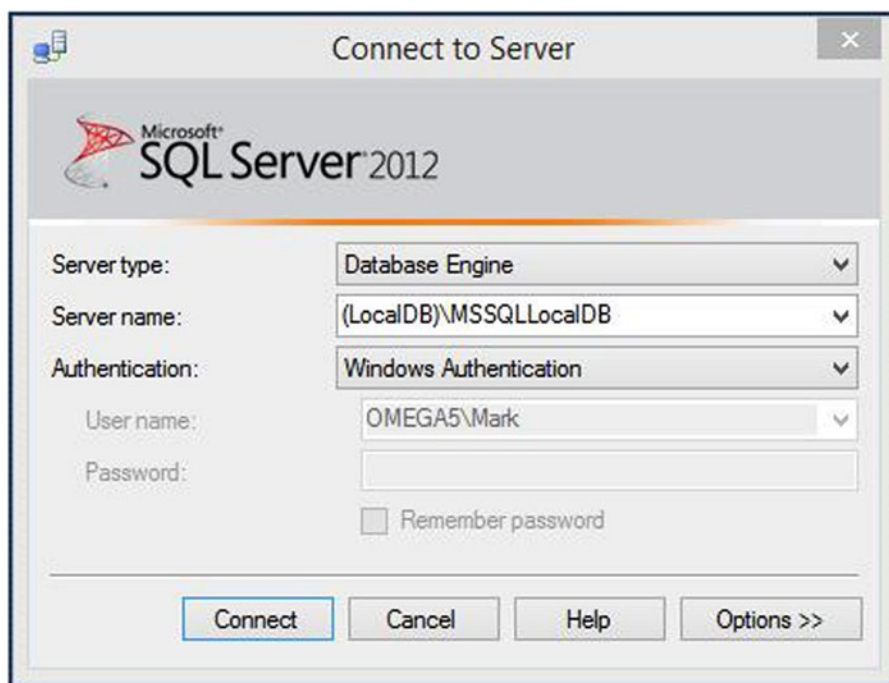 Connect to Server
Microsoft®
SQL Server® 2012
Server type: Database Engine
Server name: (LocalDB)\MSSQLLocalDB
Authentication: Windows Authentication
User name: OMEGA5\Mark
Password:
Remember password
Connect Cancel Help Options >>